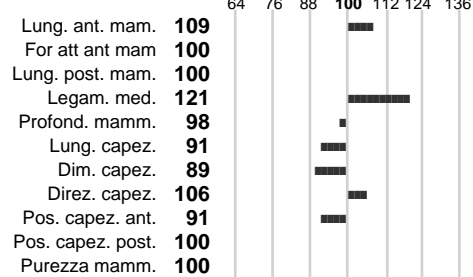 64 76 88 100 112 124 136
Lung. ant. mam. 109
For att ant mam 100
Lung. post. mam. 100
Legam. med. 121
Profond. mamm. 98
Lung. capez. 91
Dim. capez. 89
Direz. capez. 106
Pos. capez. ant. 91
Pos. capez. post. 100
Purezza mamm. 100